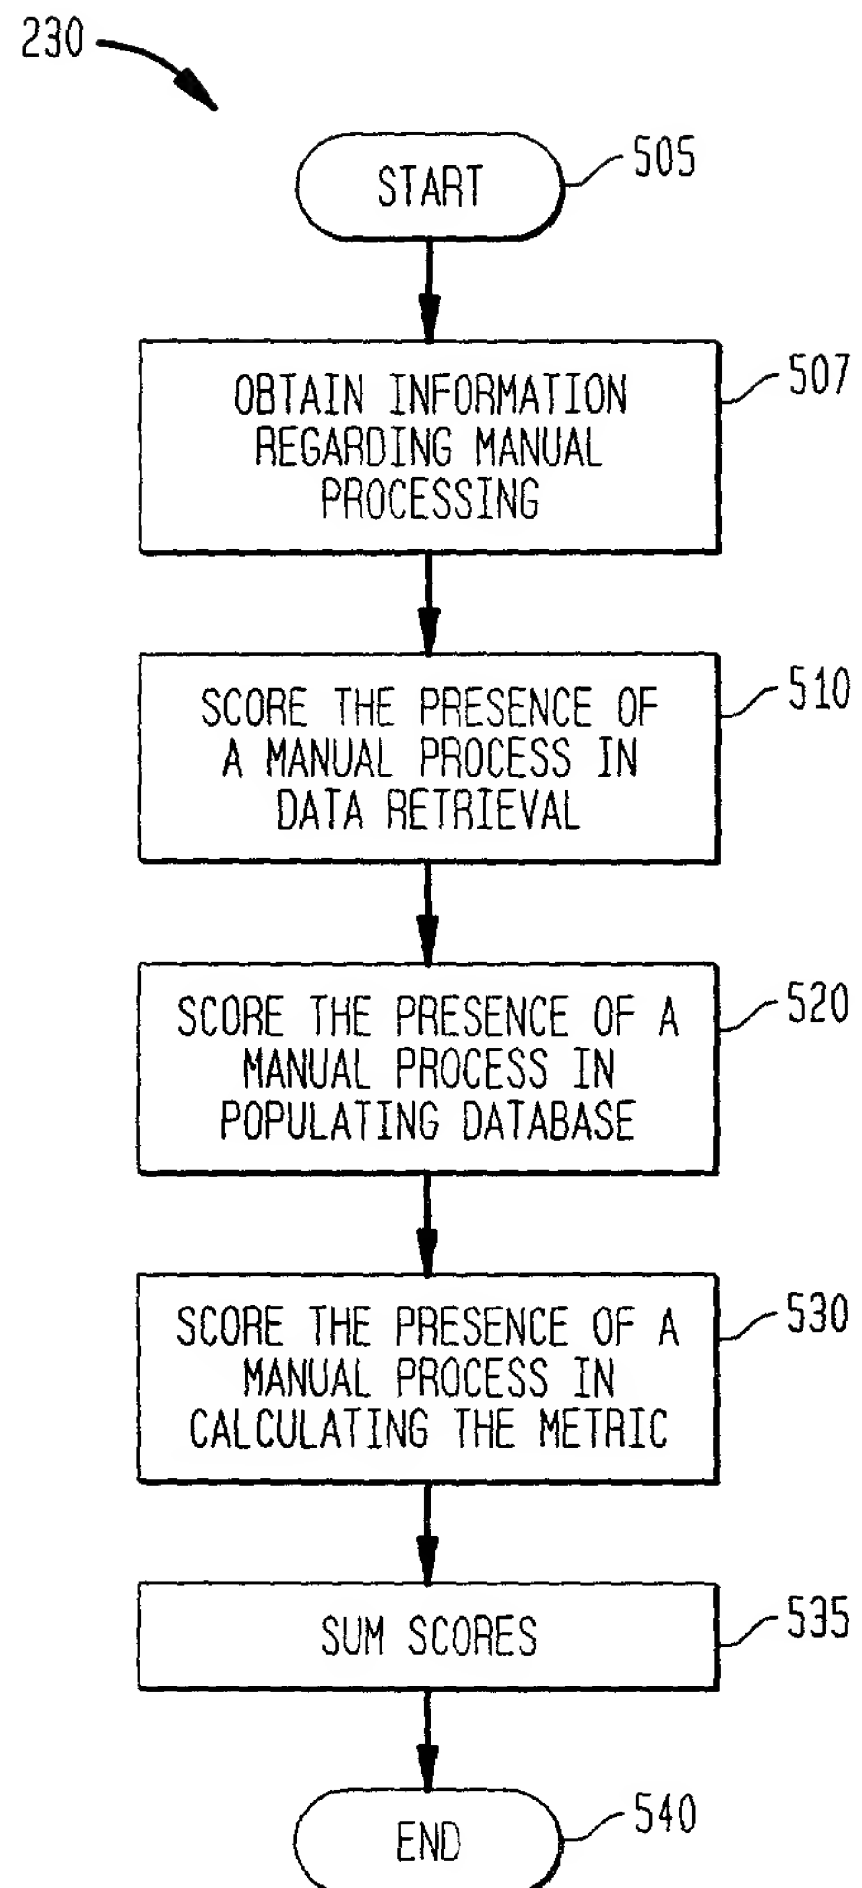 230
START
505
OBTAIN INFORMATION
REGARDING MANUAL
PROCESSING
507
SCORE THE PRESENCE OF
A MANUAL PROCESS IN
DATA RETRIEVAL
510
SCORE THE PRESENCE OF A
MANUAL PROCESS IN
POPULATING DATABASE
520
SCORE THE PRESENCE OF A
MANUAL PROCESS IN
CALCULATING THE METRIC
530
SUM SCORES
535
END
540